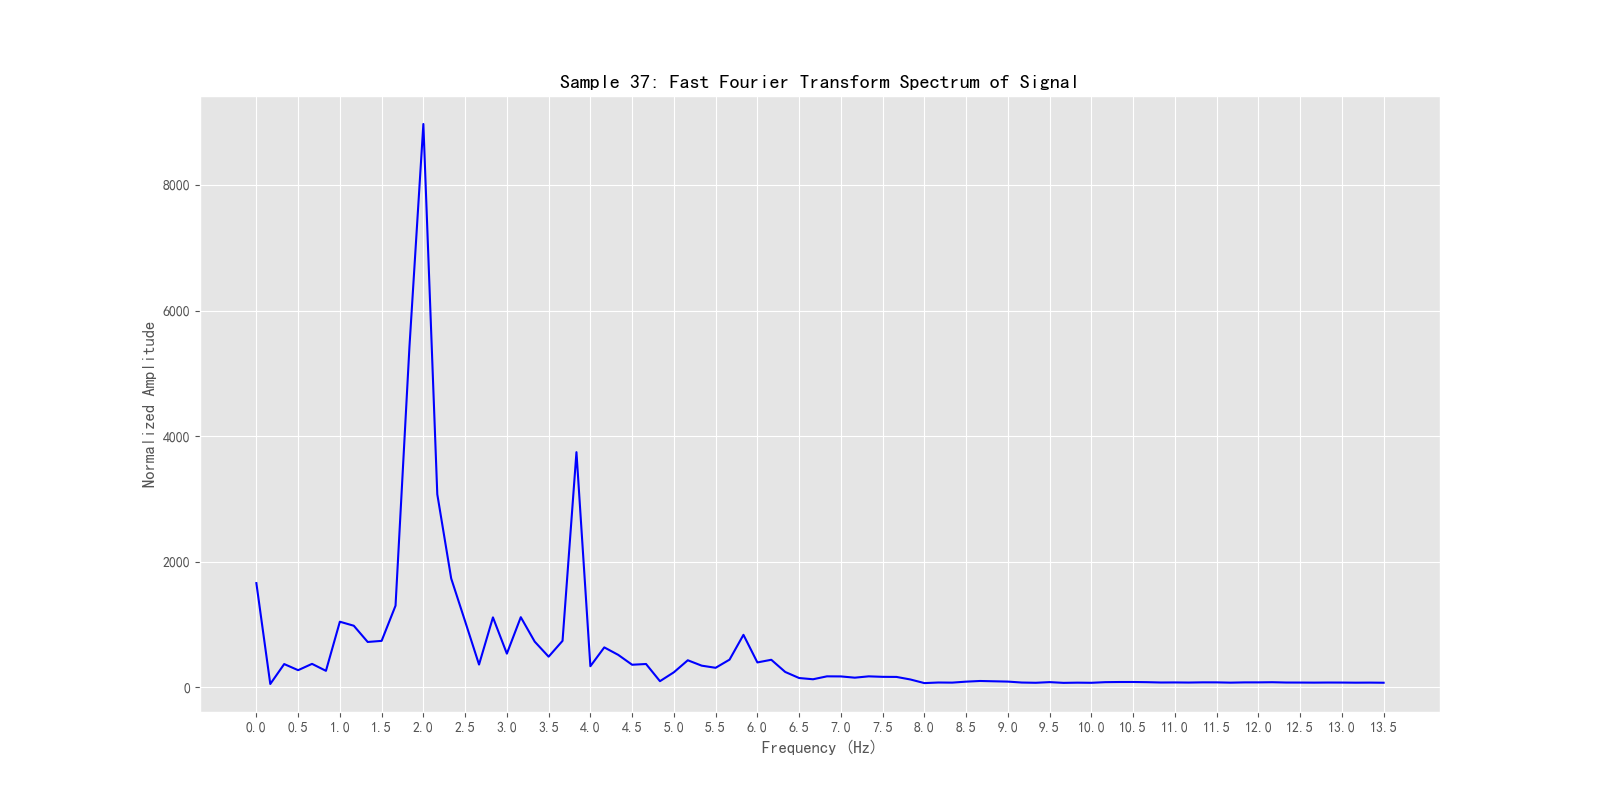 Sample 37: Fast Fourier Transform Spectrum of Signal
Normalized Amplitude
8000
6000
4000
2000
0
0.0 0.5 1.0 1.5 2.0 2.5 3.0 3.5 4.0 4.5 5.0 5.5 6.0 6.5 7.0 7.5 8.0 8.5 9.0 9.5 10.0 10.5 11.0 11.5 12.0 12.5 13.0 13.5
Frequency (Hz)